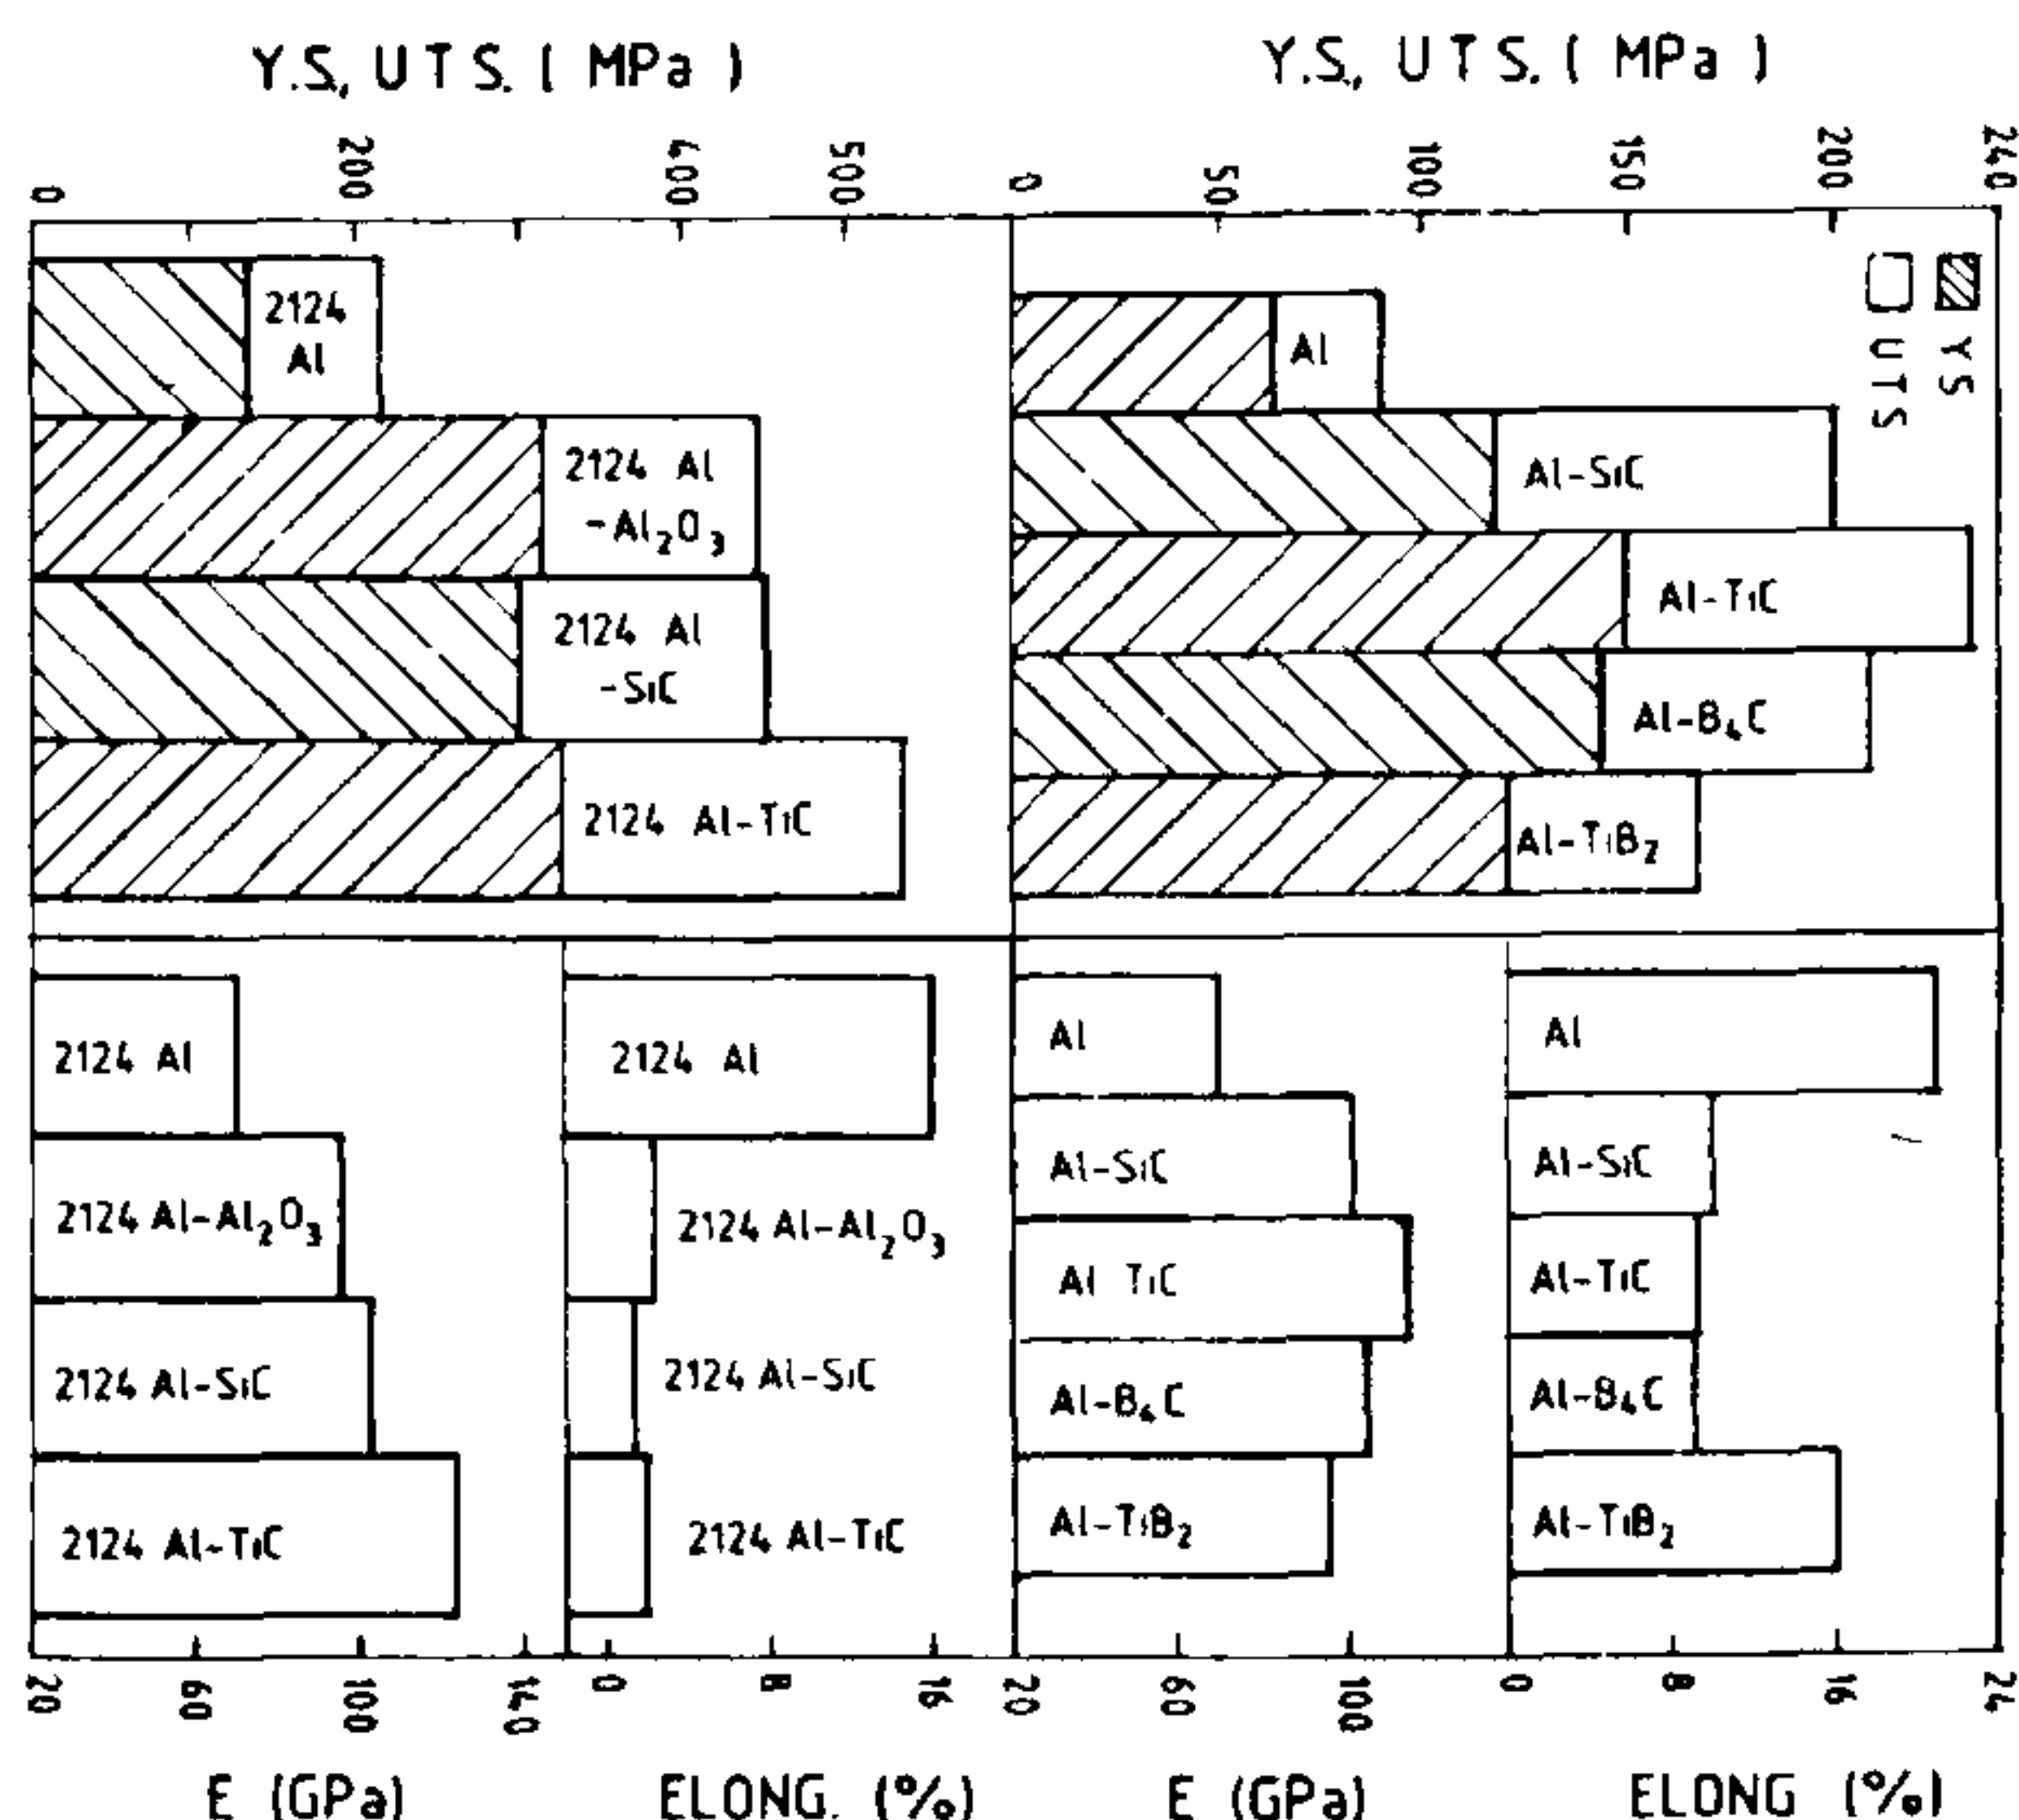 Y.S., U T S. ( MPa )
Y.S., U T S. ( MPa )
0
200
400
500
0
50
100
150
200
240
YS
UTS
2124
Al
2124 Al
-Al₂O₃
2124 Al
-SiC
2124 Al-TiC
Al
Al-SiC
Al-TiC
Al-B₄C
Al-TiB₂
2124 Al
2124 Al-Al₂O₃
2124 Al-SiC
2124 Al-TiC
2124 Al
2124 Al-Al₂O₃
2124 Al-SiC
2124 Al-TiC
Al
Al-SiC
Al TiC
Al-B₄C
Al-TiB₂
Al
Al-SiC
Al-TiC
Al-B₄C
Al-TiB₂
20
60
100
140
0
8
16
20
60
100
0
8
16
24
E (GPa)
ELONG. (%)
E (GPa)
ELONG (%)